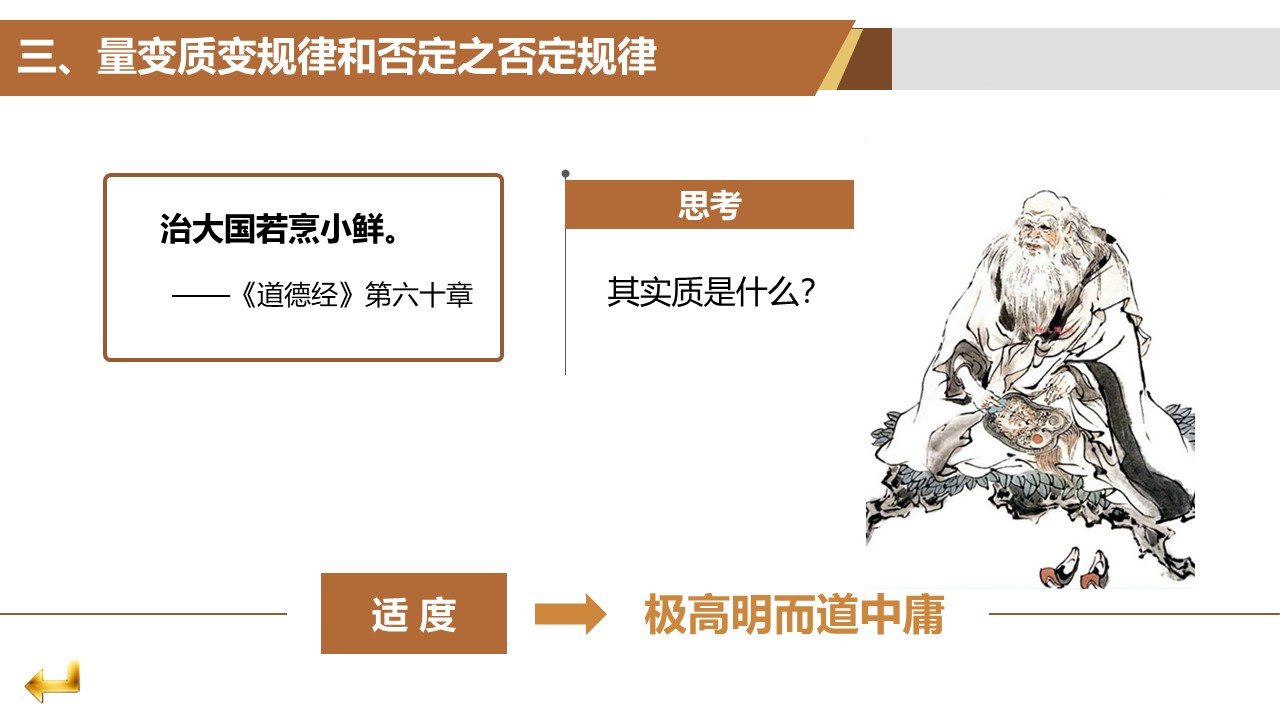 三、量变质变规律和否定之否定规律
治大国若烹小鲜。
——《道德经》第六十章
思考
其实质是什么?
适 度
极高明而道中庸